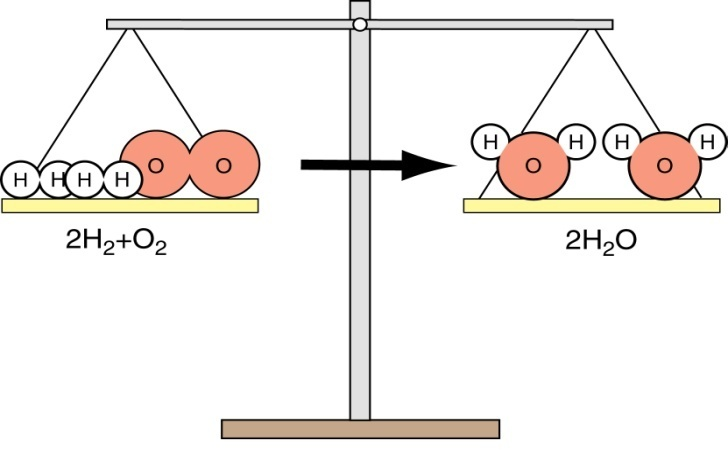 H H H H O O
H O H H O H
2H₂+O₂
2H₂O